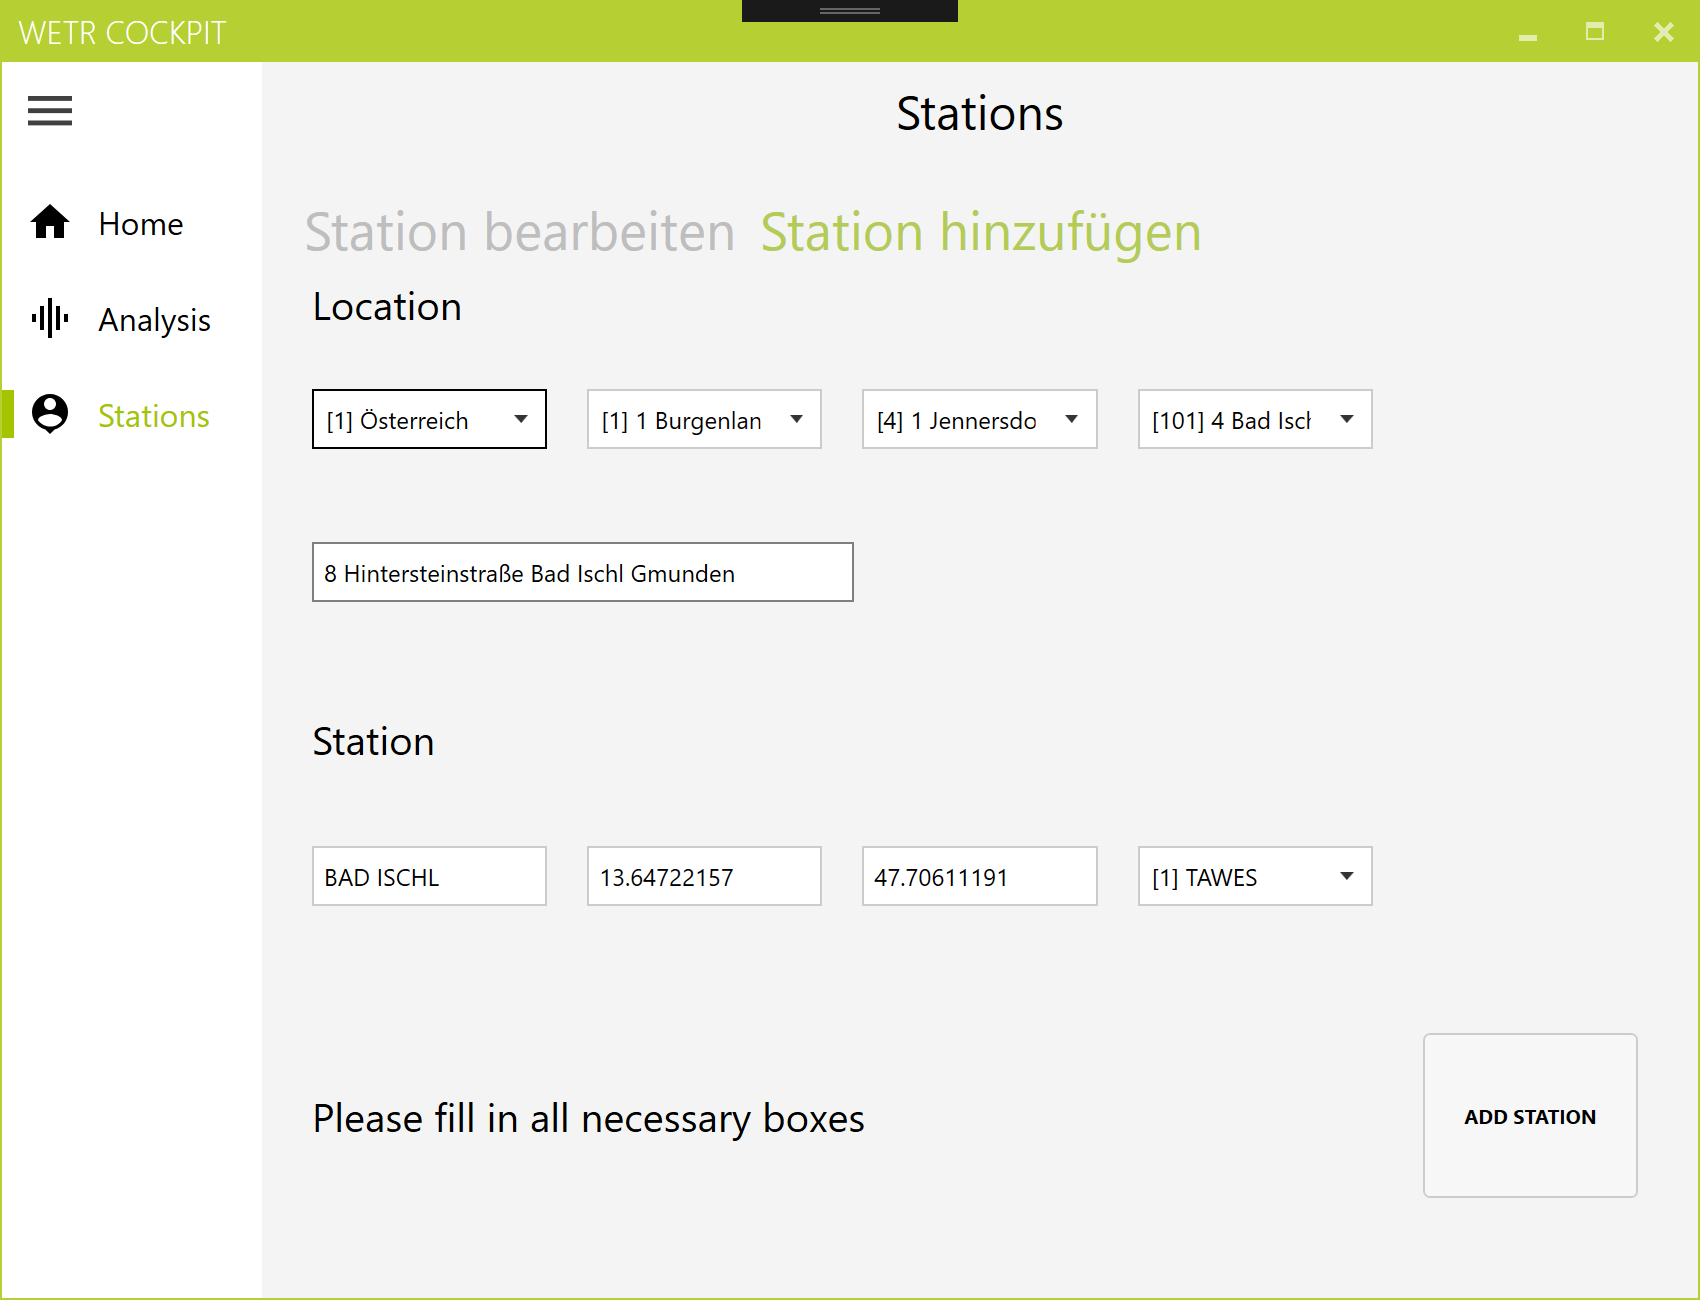 WETR COCKPIT
Stations
Home
Analysis
Stations
Station bearbeiten Station hinzufügen
Location
[1] Österreich [1] 1 Burgenlan [4] 1 Jennersdo [101] 4 Bad Isch
8 Hintersteinstraße Bad Ischl Gmunden
Station
BAD ISCHL 13.64722157 47.70611191 [1] TAWES
Please fill in all necessary boxes
ADD STATION